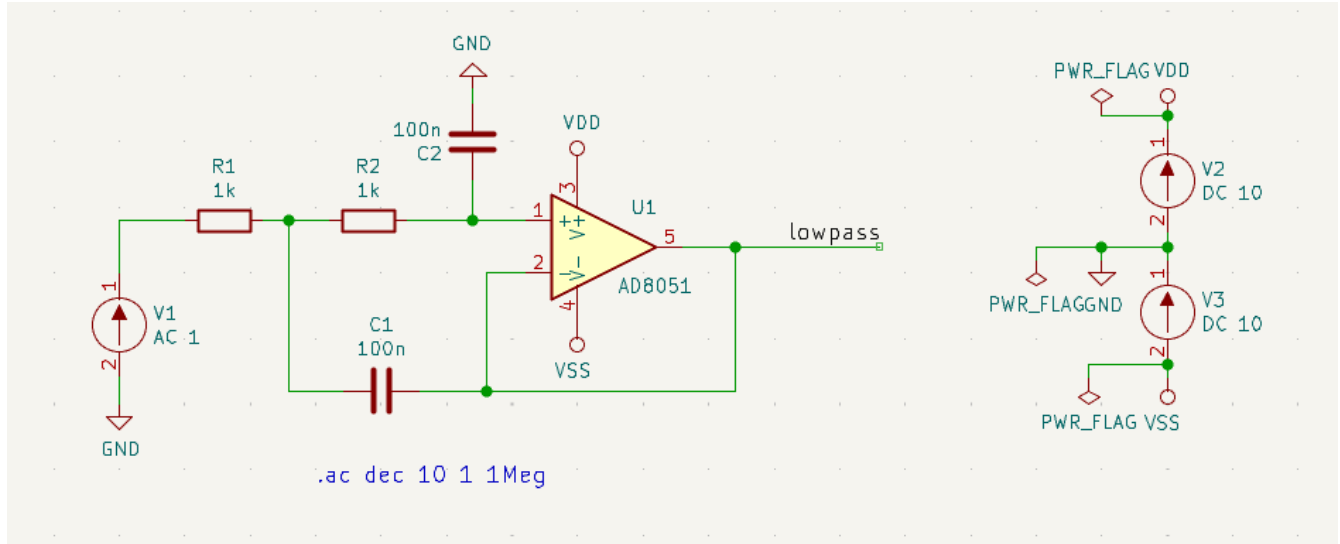 GND
PWR_FLAG VDD
100n
C2
VDD
1
3
R1
1k
R2
1k
V2
DC 10
U1
1
+
V+
2
5
lowpass
2
-
V-
AD8051
4
1
PWR_FLAG GND
V3
DC 10
1
V1
AC 1
C1
100n
2
2
VSS
GND
PWR_FLAG VSS
.ac dec 10 1 1Meg